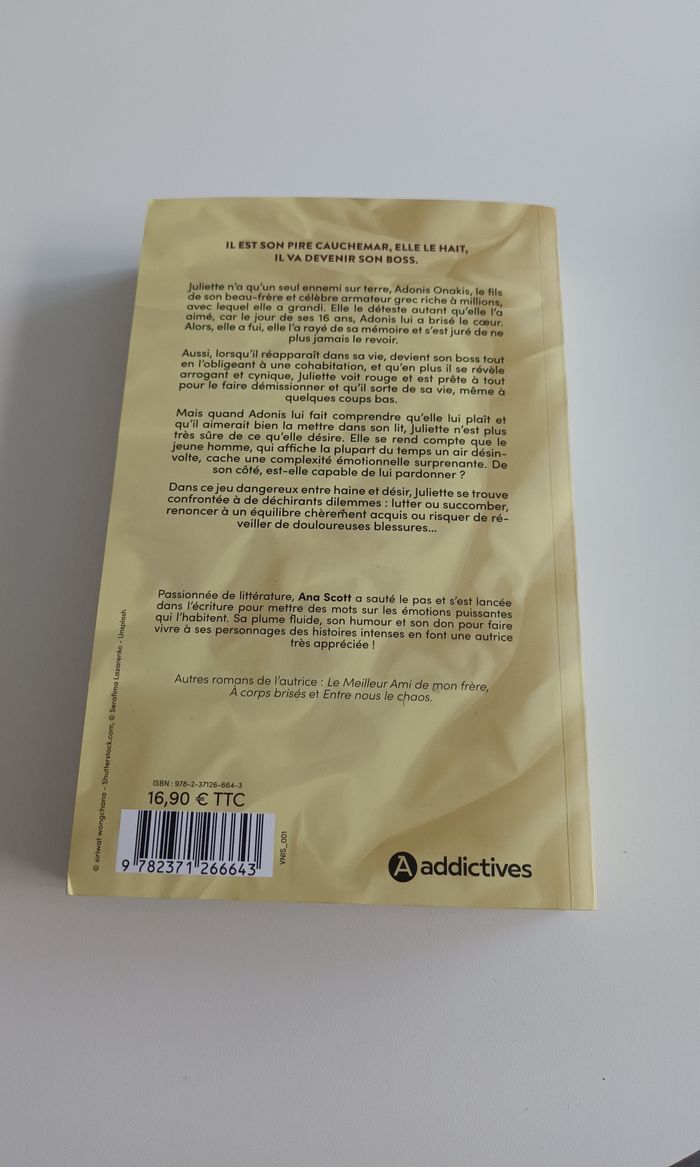 IL EST SON PIRE CAUCHEMAR, ELLE LE HAIT,
IL VA DEVENIR SON BOSS.
Juliette n'a qu'un seul ennemi sur terre, Adonis Onakis, le fils
de son beau-frère et célèbre armateur grec riche à millions,
avec lequel elle a grandi. Elle le déteste autant qu'elle l'a
aimé, car le jour de ses 16 ans, Adonis lui a brisé le cœur.
Alors, elle a fui, elle l'a rayé de sa mémoire et s'est juré de ne
plus jamais le revoir.
Aussi, lorsqu'il réapparaît dans sa vie, devient son boss tout
en l'obligeant à une cohabitation, et qu'en plus il se révèle
arrogant et cynique, Juliette voit rouge et est prête à tout
pour le faire démissionner et qu'il sorte de sa vie, même à
quelques coups bas.
Mais quand Adonis lui fait comprendre qu'elle lui plaît et
qu'il aimerait bien la mettre dans son lit, Juliette n'est plus
très sûre de ce qu'elle désire. Elle se rend compte que le
jeune homme, qui affiche la plupart du temps un air désin-
volte, cache une complexité émotionnelle surprenante. De
son côté, est-elle capable de lui pardonner ?
Dans ce jeu dangereux entre haine et désir, Juliette se trouve
confrontée à de déchirants dilemmes : lutter ou succomber,
renoncer à un équilibre chèrement acquis ou risquer de ré-
veiller de douloureuses blessures...
Passionnée de littérature, Ana Scott a sauté le pas et s'est lancée
dans l'écriture pour mettre des mots sur les émotions puissantes
qui l'habitent. Sa plume fluide, son humour et son don pour faire
vivre à ses personnages des histoires intenses en font une autrice
très appréciée !
Autres romans de l'autrice : Le Meilleur Ami de mon frère,
À corps brisés et Entre nous le chaos.
© siriwat wongchana - Shutterstock.com, © Serafima Lazarenko - Unsplash
ISBN : 978-2-37126-664-3
16,90 € TTC
9 782371 266643
VNIS_001
A addictives